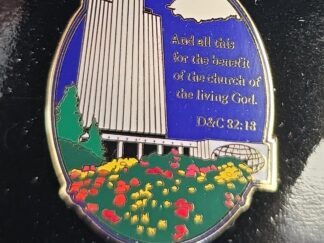 And all this
for the benefit
of the church of
the living God.
D&C 82:18